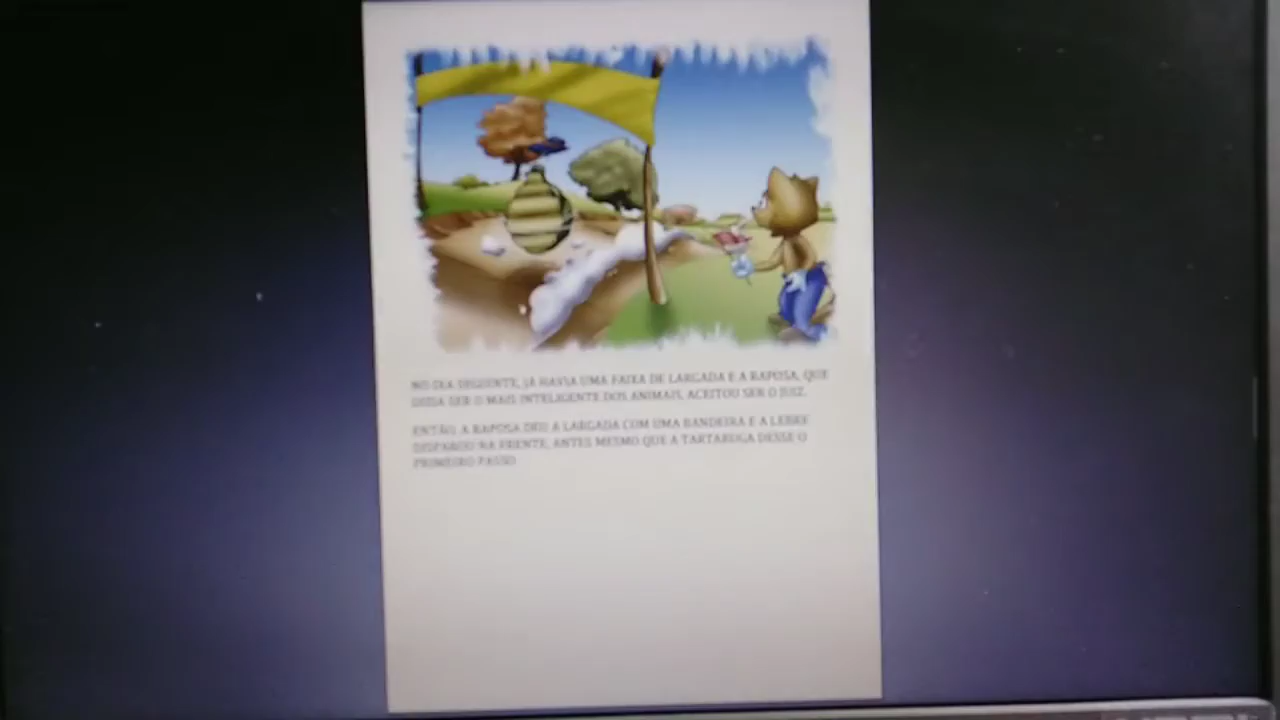 NO DIA SEGUINTE, JÁ HAVIA UMA FAIXA DE LARGADA E A RAPOSA, QUE
DIZIA SER O MAIS INTELIGENTE DOS ANIMAIS, ACEITOU SER O JUIZ.
ENTÃO, A RAPOSA DEU A LARGADA COM UMA BANDEIRA E A LEBRE
DISPAROU NA FRENTE, ANTES MESMO QUE A TARTARUGA DESSE O
PRIMEIRO PASSO